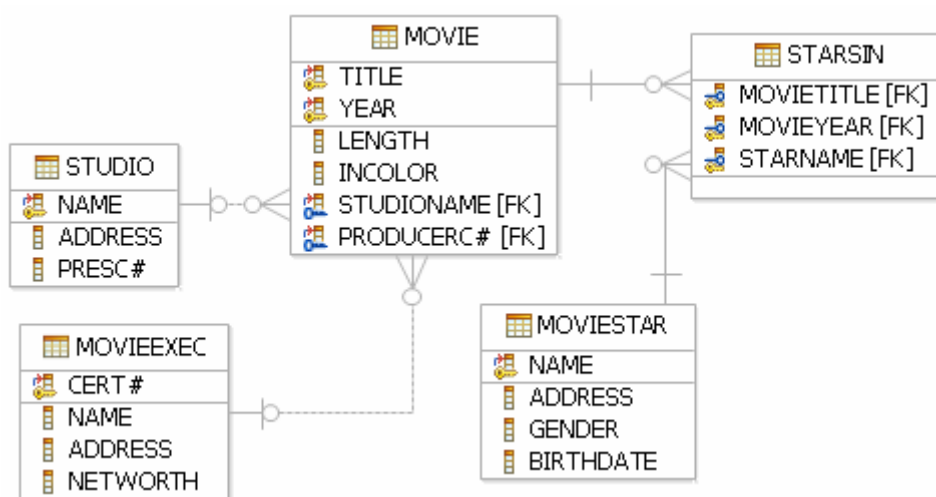 MOVIE
TITLE
YEAR
LENGTH
INCOLOR
STUDIONAME [FK]
PRODUCERC# [FK]
STARSIN
MOVIETITLE [FK]
MOVIEYEAR [FK]
STARNAME [FK]
STUDIO
NAME
ADDRESS
PRESC#
MOVIEEXEC
CERT#
NAME
ADDRESS
NETWORTH
MOVIESTAR
NAME
ADDRESS
GENDER
BIRTHDATE